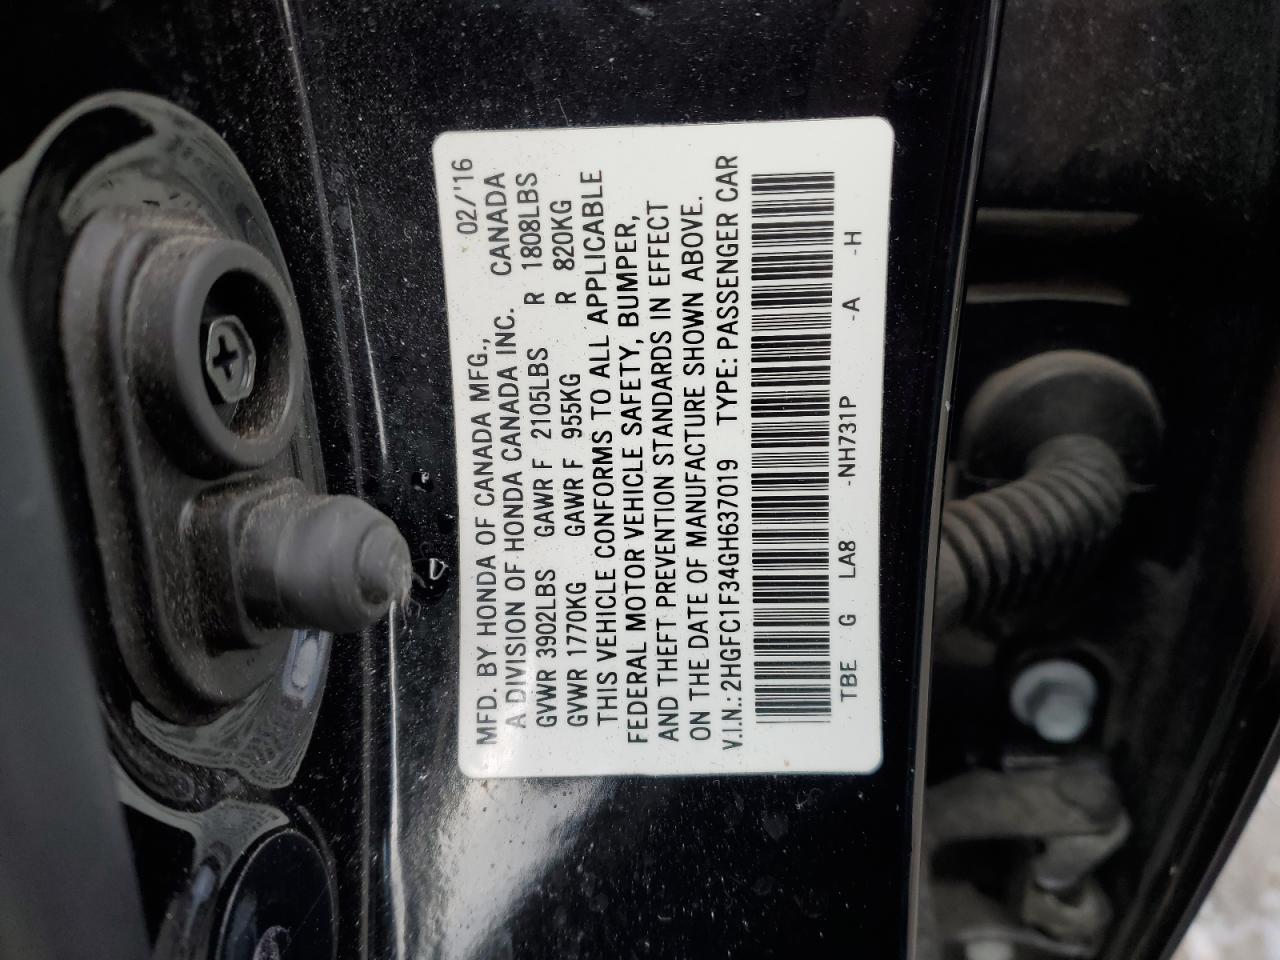 MFD. BY HONDA OF CANADA MFG., 02/'16
A DIVISION OF HONDA CANADA INC. CANADA
GVWR 3902LBS GAWR F 2105LBS R 1808LBS
GVWR 1770KG GAWR F 955KG R 820KG
THIS VEHICLE CONFORMS TO ALL APPLICABLE
FEDERAL MOTOR VEHICLE SAFETY, BUMPER,
AND THEFT PREVENTION STANDARDS IN EFFECT
ON THE DATE OF MANUFACTURE SHOWN ABOVE.
V.I.N.:2HGFC1F34GH637019 TYPE:PASSENGER CAR
TBE G LA8 -NH731P -A -H